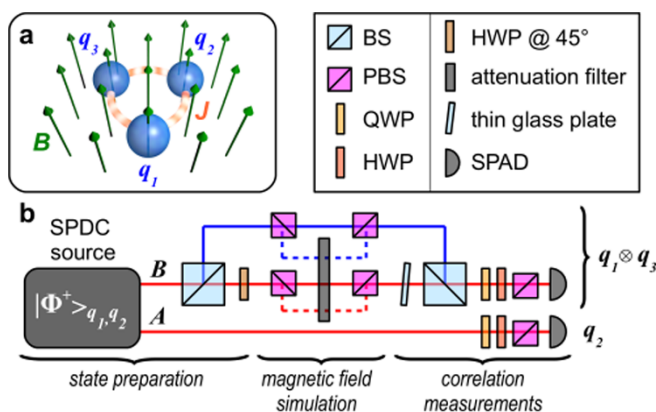 a
q3
q2
B
J
q1
BS
PBS
QWP
HWP
HWP @ 45°
attenuation filter
thin glass plate
SPAD
b
SPDC
source
|Φ⁺>q1,q2
B
A
q1 ⊗ q3
q2
state preparation
magnetic field
simulation
correlation
measurements